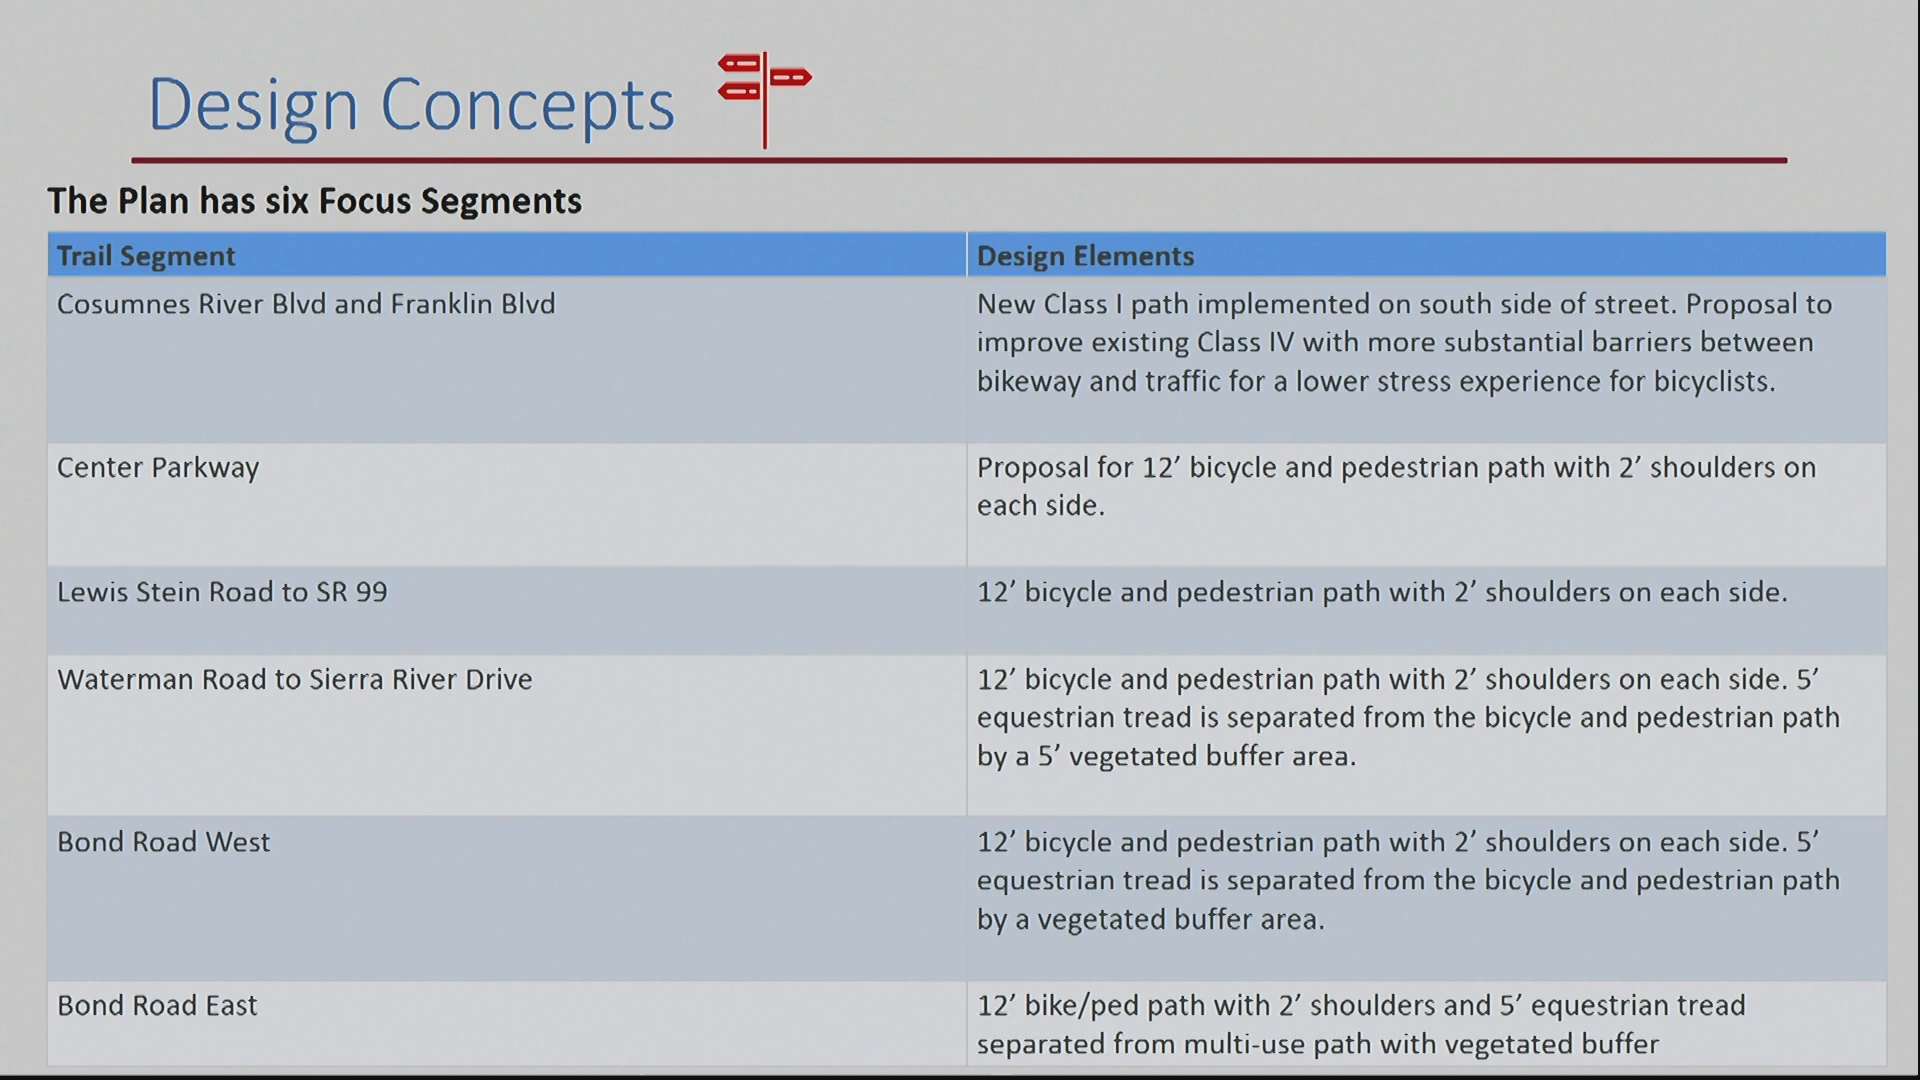 Design Concepts
The Plan has six Focus Segments
Trail Segment
Design Elements
Cosumnes River Blvd and Franklin Blvd
New Class I path implemented on south side of street. Proposal to
improve existing Class IV with more substantial barriers between
bikeway and traffic for a lower stress experience for bicyclists.
Center Parkway
Proposal for 12’ bicycle and pedestrian path with 2’ shoulders on
each side.
Lewis Stein Road to SR 99
12’ bicycle and pedestrian path with 2’ shoulders on each side.
Waterman Road to Sierra River Drive
12’ bicycle and pedestrian path with 2’ shoulders on each side. 5’
equestrian tread is separated from the bicycle and pedestrian path
by a 5’ vegetated buffer area.
Bond Road West
12’ bicycle and pedestrian path with 2’ shoulders on each side. 5’
equestrian tread is separated from the bicycle and pedestrian path
by a vegetated buffer area.
Bond Road East
12’ bike/ped path with 2’ shoulders and 5’ equestrian tread
separated from multi-use path with vegetated buffer